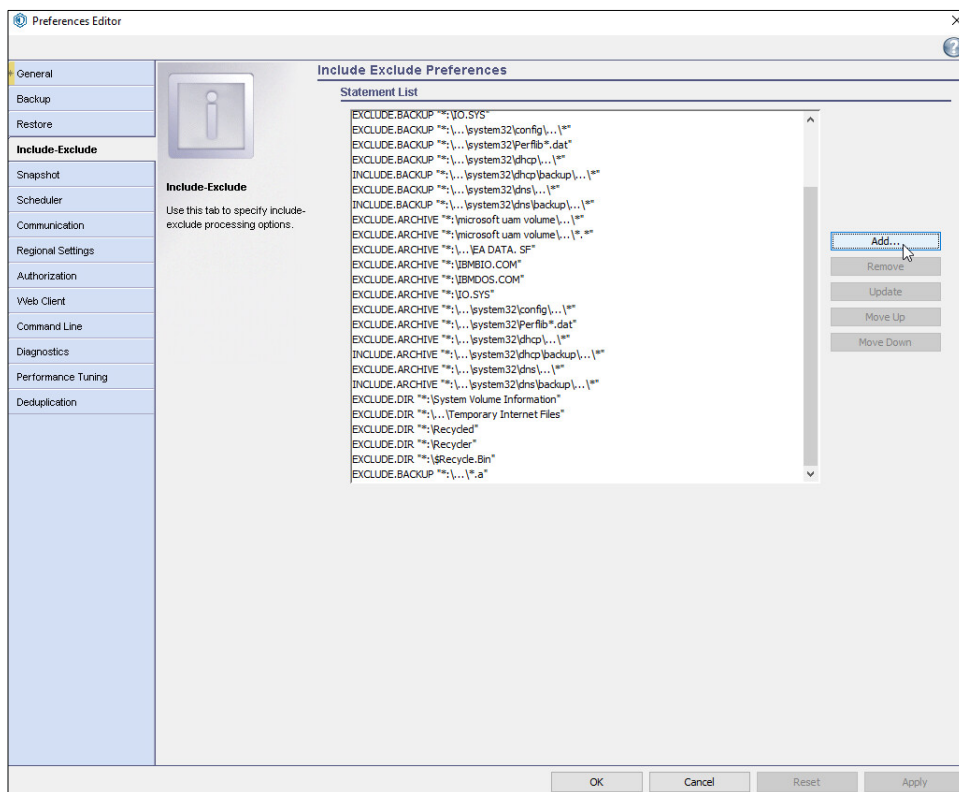 Preferences Editor
General
Backup
Restore
Include-Exclude
Snapshot
Scheduler
Communication
Regional Settings
Authorization
Web Client
Command Line
Diagnostics
Performance Tuning
Deduplication
Include-Exclude
Use this tab to specify include-
exclude processing options.
Include Exclude Preferences
Statement List
EXCLUDE.BACKUP "*:\IO.SYS"
EXCLUDE.BACKUP "*:\...\system32\config\...\*"
EXCLUDE.BACKUP "*:\...\system32\Perflib*.dat"
EXCLUDE.BACKUP "*:\...\system32\dhcp\...\*"
INCLUDE.BACKUP "*:\...\system32\dhcp\backup\...\*"
EXCLUDE.BACKUP "*:\...\system32\dns\...\*"
INCLUDE.BACKUP "*:\...\system32\dns\backup\...\*"
EXCLUDE.ARCHIVE "*:\microsoft uam volume\...\*"
EXCLUDE.ARCHIVE "*:\microsoft uam volume\...\*.*"
EXCLUDE.ARCHIVE "*:\...\EA DATA. SF"
EXCLUDE.ARCHIVE "*:\IBMBIO.COM"
EXCLUDE.ARCHIVE "*:\IBMDOS.COM"
EXCLUDE.ARCHIVE "*:\IO.SYS"
EXCLUDE.ARCHIVE "*:\...\system32\config\...\*"
EXCLUDE.ARCHIVE "*:\...\system32\Perflib*.dat"
EXCLUDE.ARCHIVE "*:\...\system32\dhcp\...\*"
INCLUDE.ARCHIVE "*:\...\system32\dhcp\backup\...\*"
EXCLUDE.ARCHIVE "*:\...\system32\dns\...\*"
INCLUDE.ARCHIVE "*:\...\system32\dns\backup\...\*"
EXCLUDE.DIR "*:\System Volume Information"
EXCLUDE.DIR "*:\...\Temporary Internet Files"
EXCLUDE.DIR "*:\Recycled"
EXCLUDE.DIR "*:\Recycler"
EXCLUDE.DIR "*:\$Recycle.Bin"
EXCLUDE.BACKUP "*:\...\*.a"
Add...
Remove
Update
Move Up
Move Down
OK
Cancel
Reset
Apply